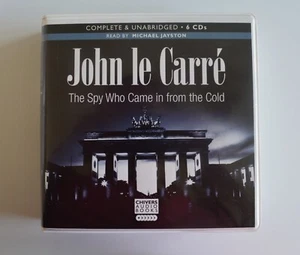 COMPLETE & UNABRIDGED • 6 CDs
READ BY MICHAEL JAYSTON
John le Carré
The Spy Who Came in from the Cold
CHIVERS
AUDIO
BOOKS